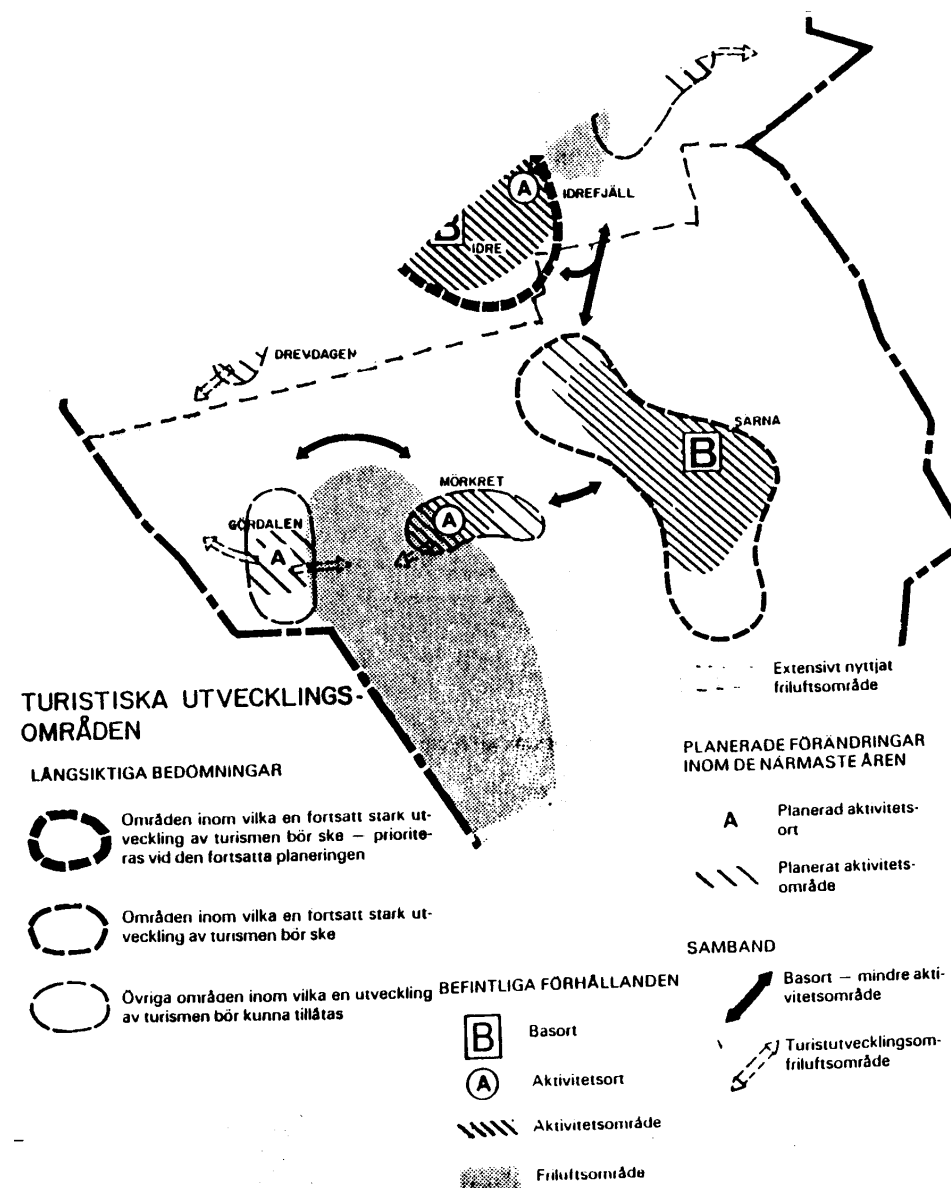 A
IDREFJÄLL
B
IDRE
DREVDAGEN
SÄRNA
B
MÖRKRET
A
GÖRDALEN
A
TURISTISKA UTVECKLINGS-
OMRÅDEN
LÅNGSIKTIGA BEDÖMNINGAR
Områden inom vilka en fortsatt stark ut-
veckling av turismen bör ske — priorite-
ras vid den fortsatta planeringen
Områden inom vilka en fortsatt stark ut-
veckling av turismen bör ske
Övriga områden inom vilka en utveckling
av turismen bör kunna tillåtas
BEFINTLIGA FÖRHÅLLANDEN
B
Basort
A
Aktivitetsort
Aktivitetsområde
Friluftsområde
Extensivt nyttjat
friluftsområde
PLANERADE FÖRÄNDRINGAR
INOM DE NÄRMASTE ÅREN
A
Planerad aktivitets-
ort
Planerat aktivitets-
område
SAMBAND
Basort — mindre akti-
vitetsområde
Turistutvecklingsom-
friluftsområde